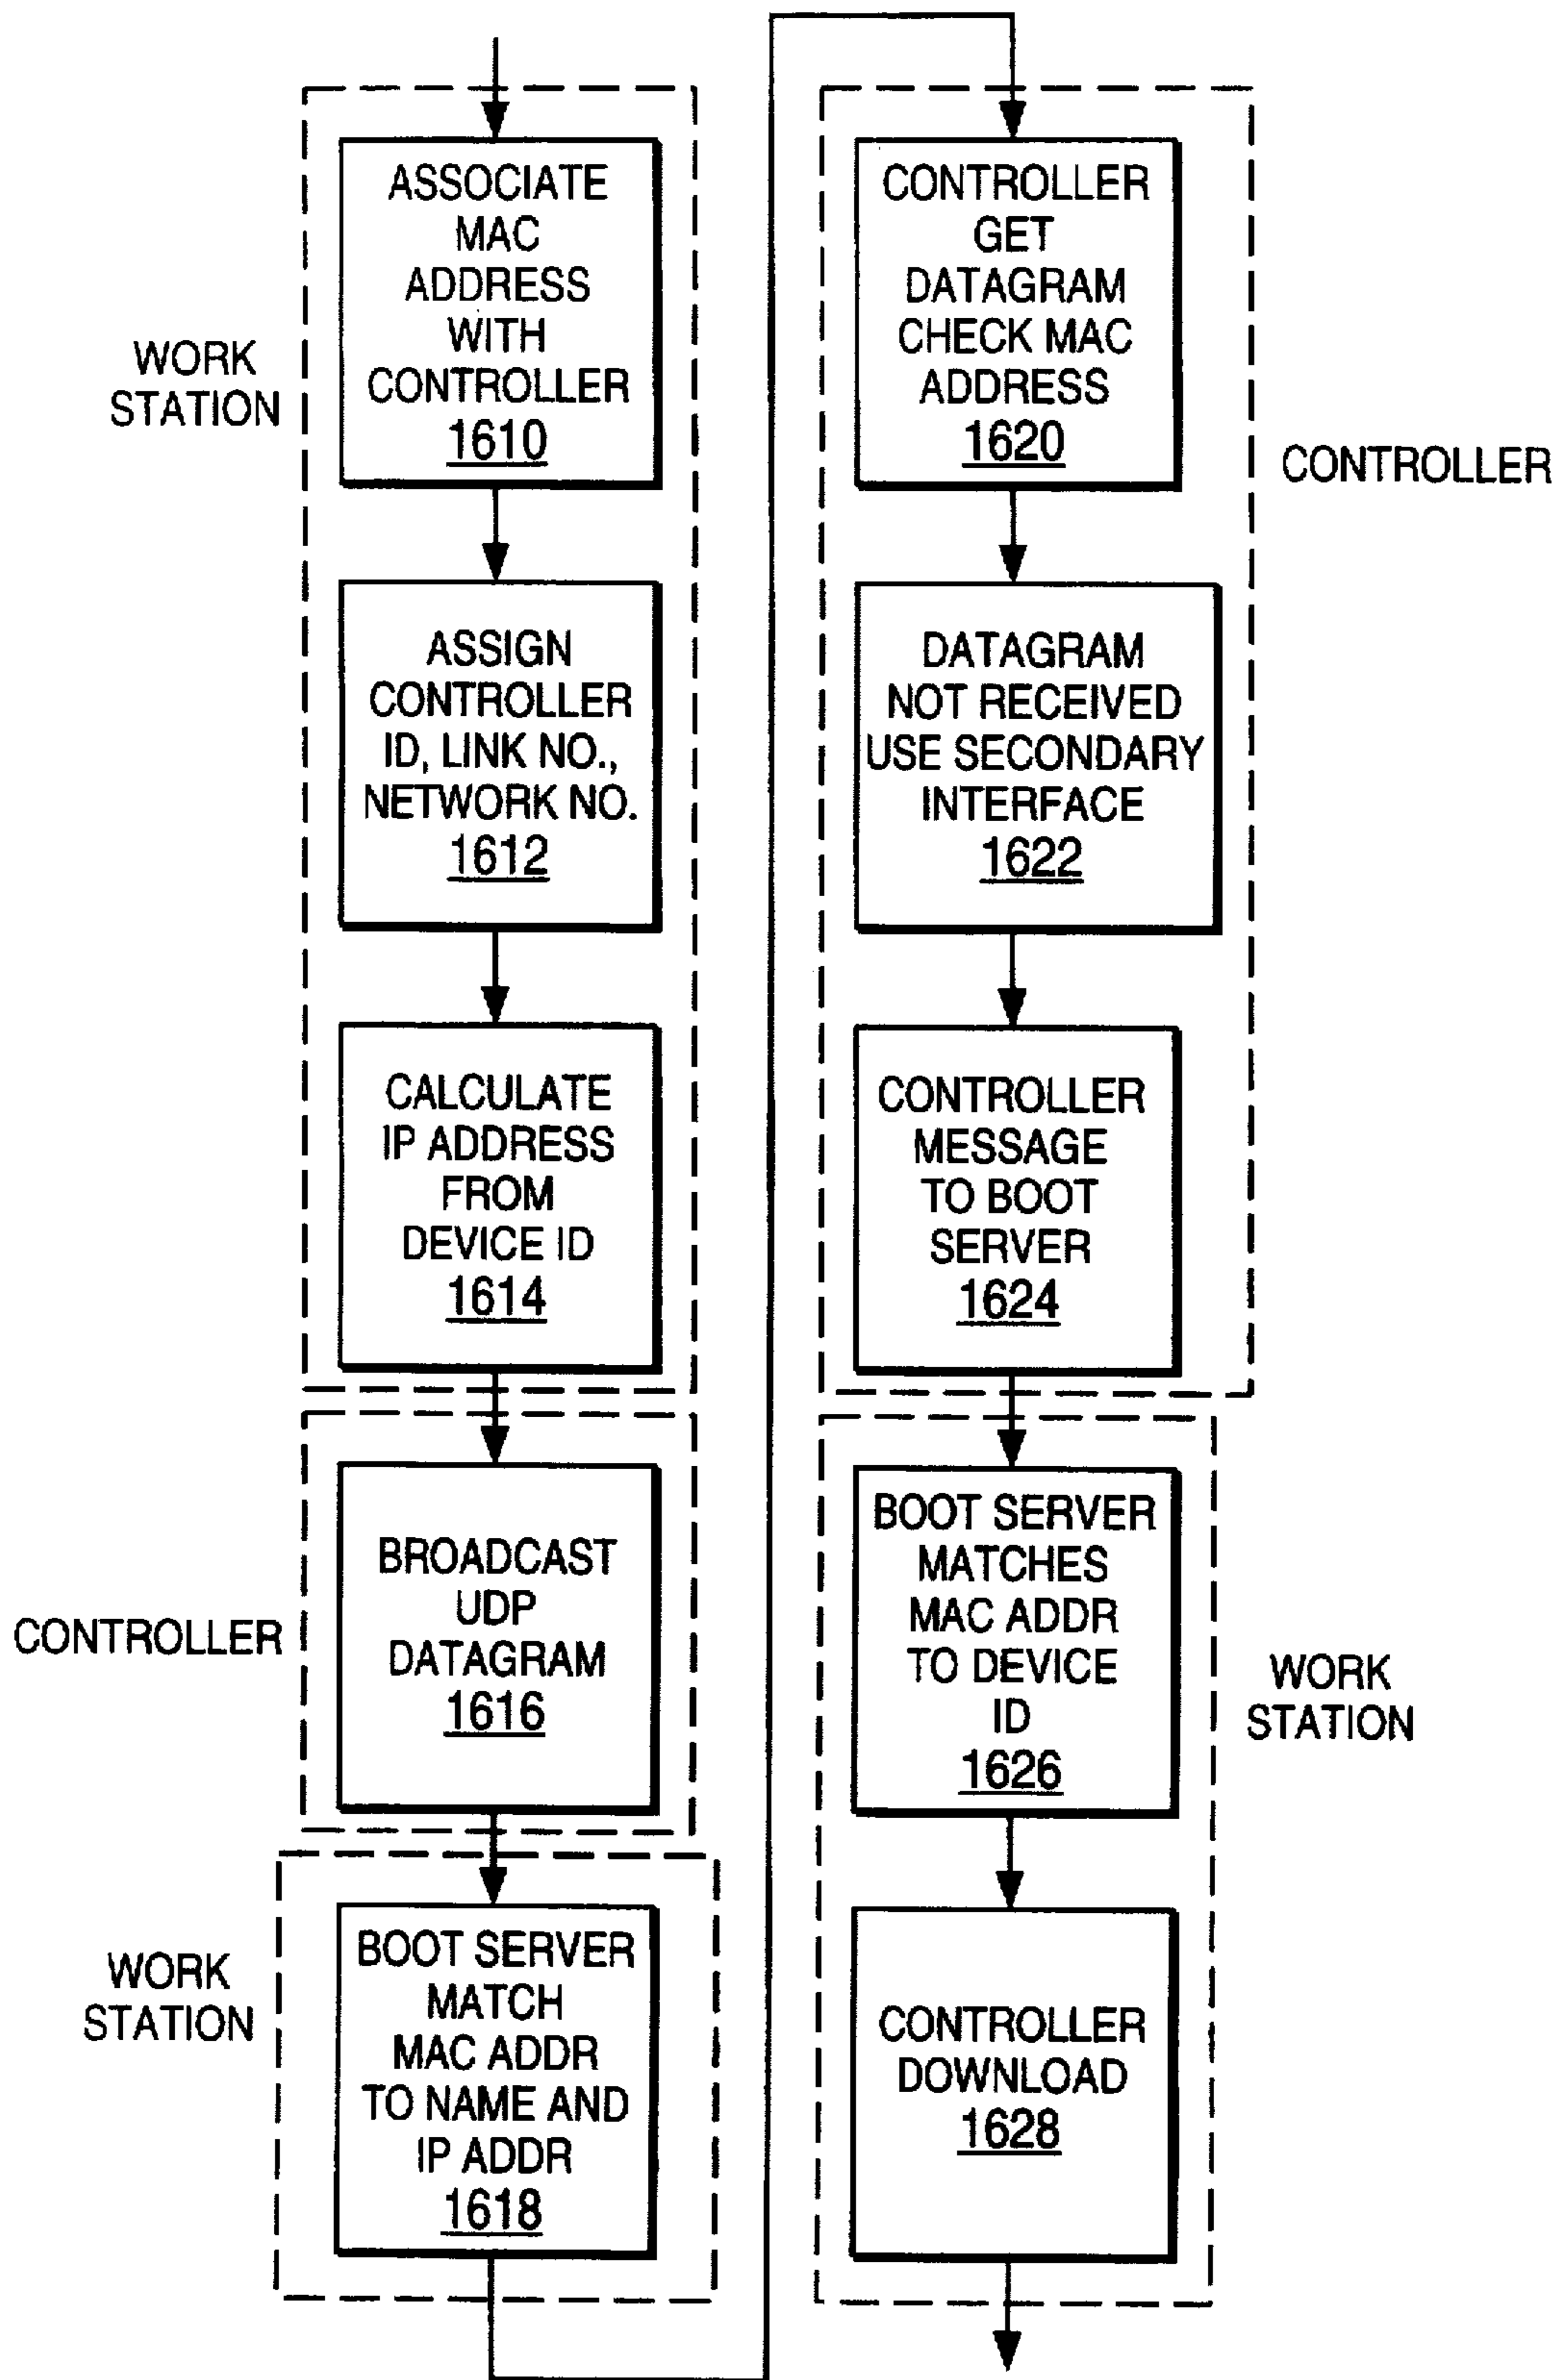 WORK
STATION
ASSOCIATE
MAC
ADDRESS
WITH
CONTROLLER
1610
ASSIGN
CONTROLLER
ID, LINK NO.,
NETWORK NO.
1612
CALCULATE
IP ADDRESS
FROM
DEVICE ID
1614
CONTROLLER
BROADCAST
UDP
DATAGRAM
1616
WORK
STATION
BOOT SERVER
MATCH
MAC ADDR
TO NAME AND
IP ADDR
1618
CONTROLLER
GET
DATAGRAM
CHECK MAC
ADDRESS
1620
CONTROLLER
DATAGRAM
NOT RECEIVED
USE SECONDARY
INTERFACE
1622
CONTROLLER
MESSAGE
TO BOOT
SERVER
1624
BOOT SERVER
MATCHES
MAC ADDR
TO DEVICE
ID
1626
WORK
STATION
CONTROLLER
DOWNLOAD
1628